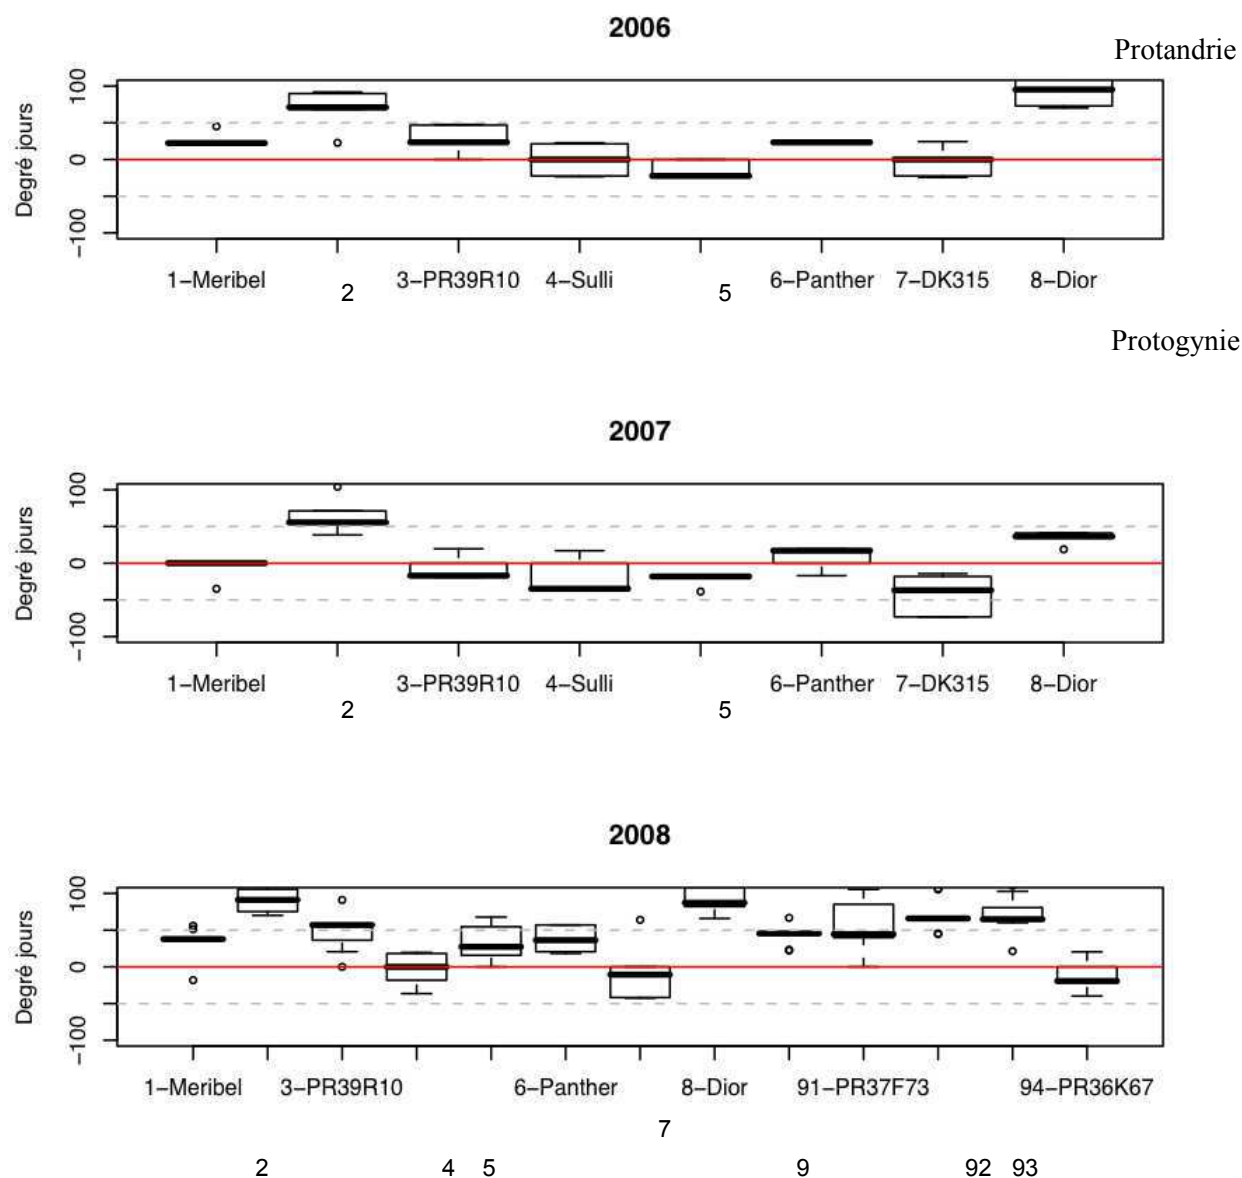 2006
Protandrie
Degré jours
100
0
−100
1−Meribel 3−PR39R10 4−Sulli 6−Panther 7−DK315 8−Dior
2 5
Protogynie
2007
Degré jours
100
0
−100
1−Meribel 3−PR39R10 4−Sulli 6−Panther 7−DK315 8−Dior
2 5
2008
Degré jours
100
0
−100
1−Meribel 3−PR39R10 6−Panther 8−Dior 91−PR37F73 94−PR36K67
7
2 4 5 9 92 93